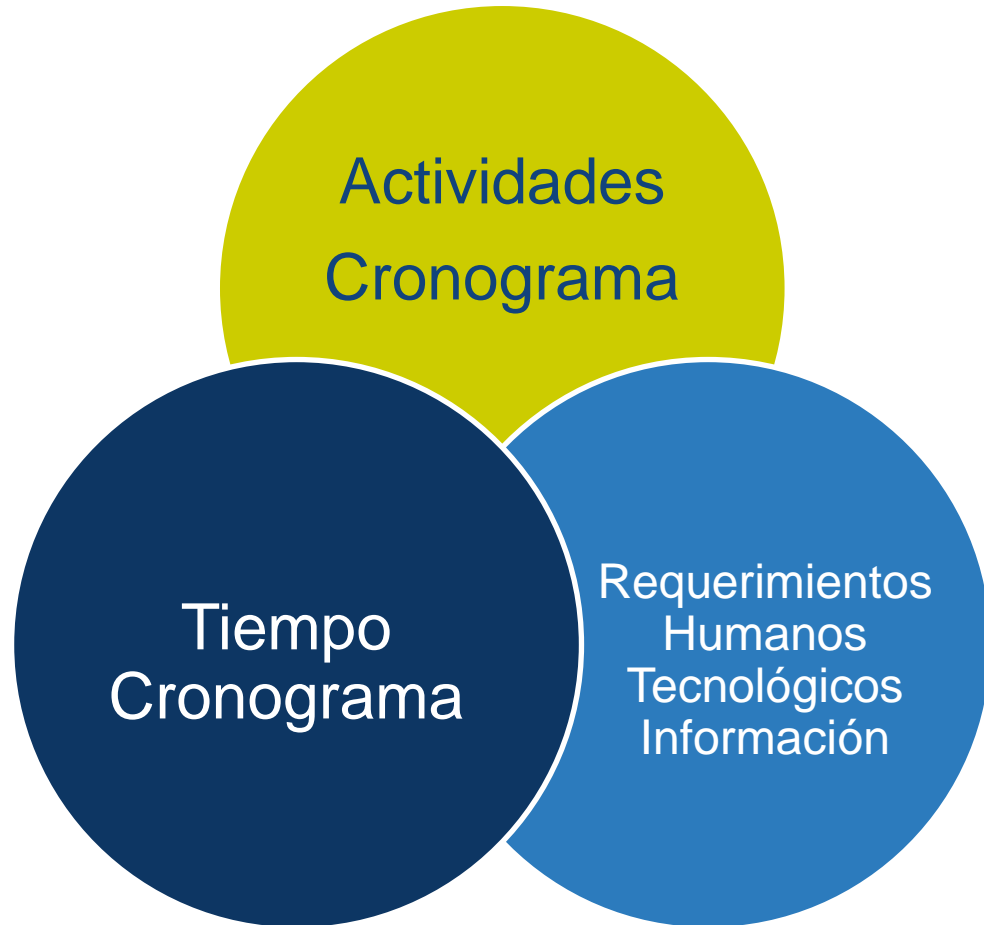 Actividades
Cronograma
Tiempo
Cronograma
Requerimientos
Humanos
Tecnológicos
Información